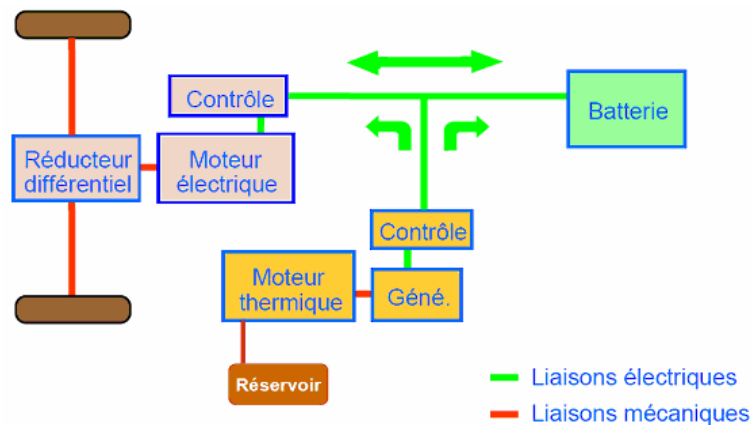 Contrôle
Batterie
Réducteur
différentiel
Moteur
électrique
Contrôle
Moteur
thermique
Géné.
Réservoir
Liaisons électriques
Liaisons mécaniques